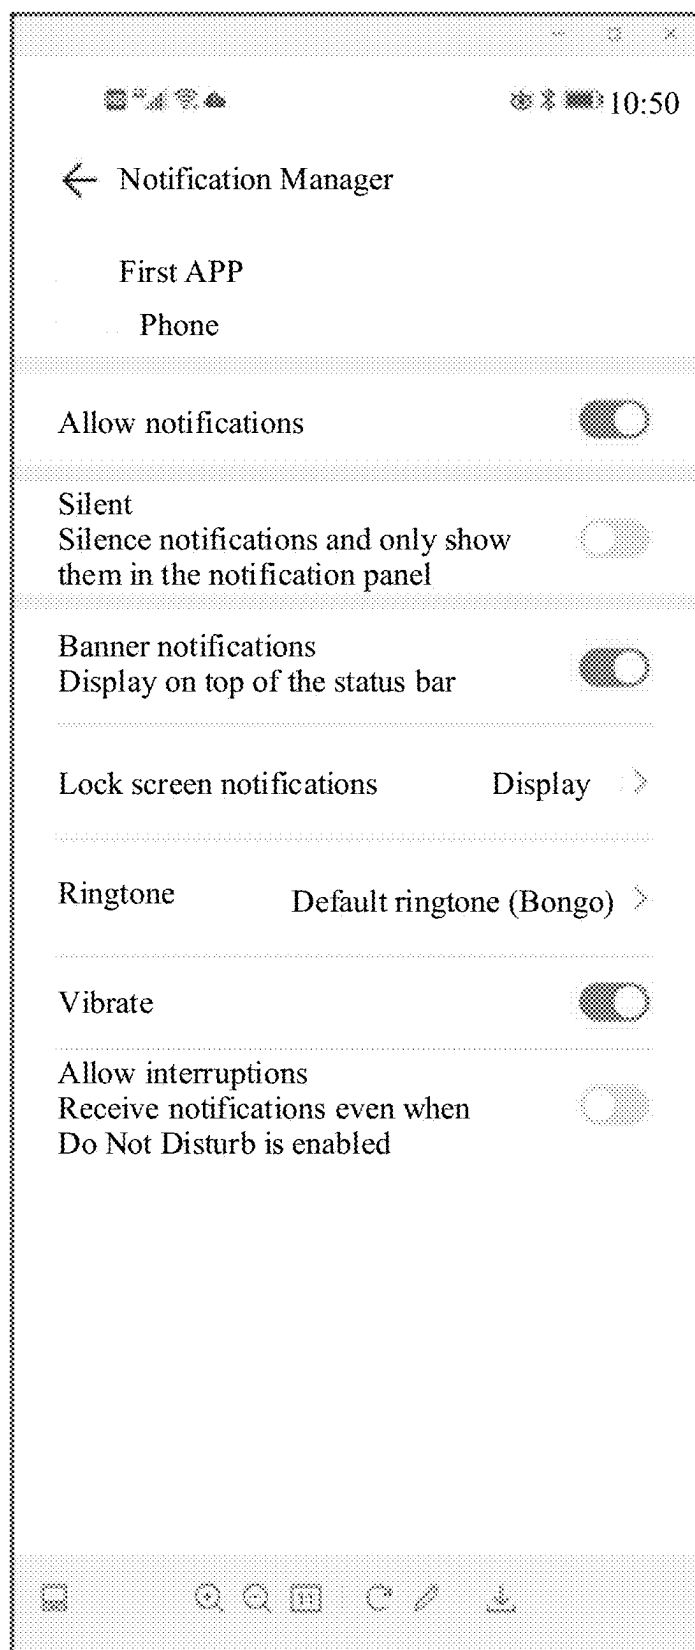 10:50
Notification Manager
First APP
Phone
Allow notifications
Silent
Silence notifications and only show
them in the notification panel
Banner notifications
Display on top of the status bar
Lock screen notifications Display
Ringtone Default ringtone (Bongo)
Vibrate
Allow interruptions
Receive notifications even when
Do Not Disturb is enabled
1:1